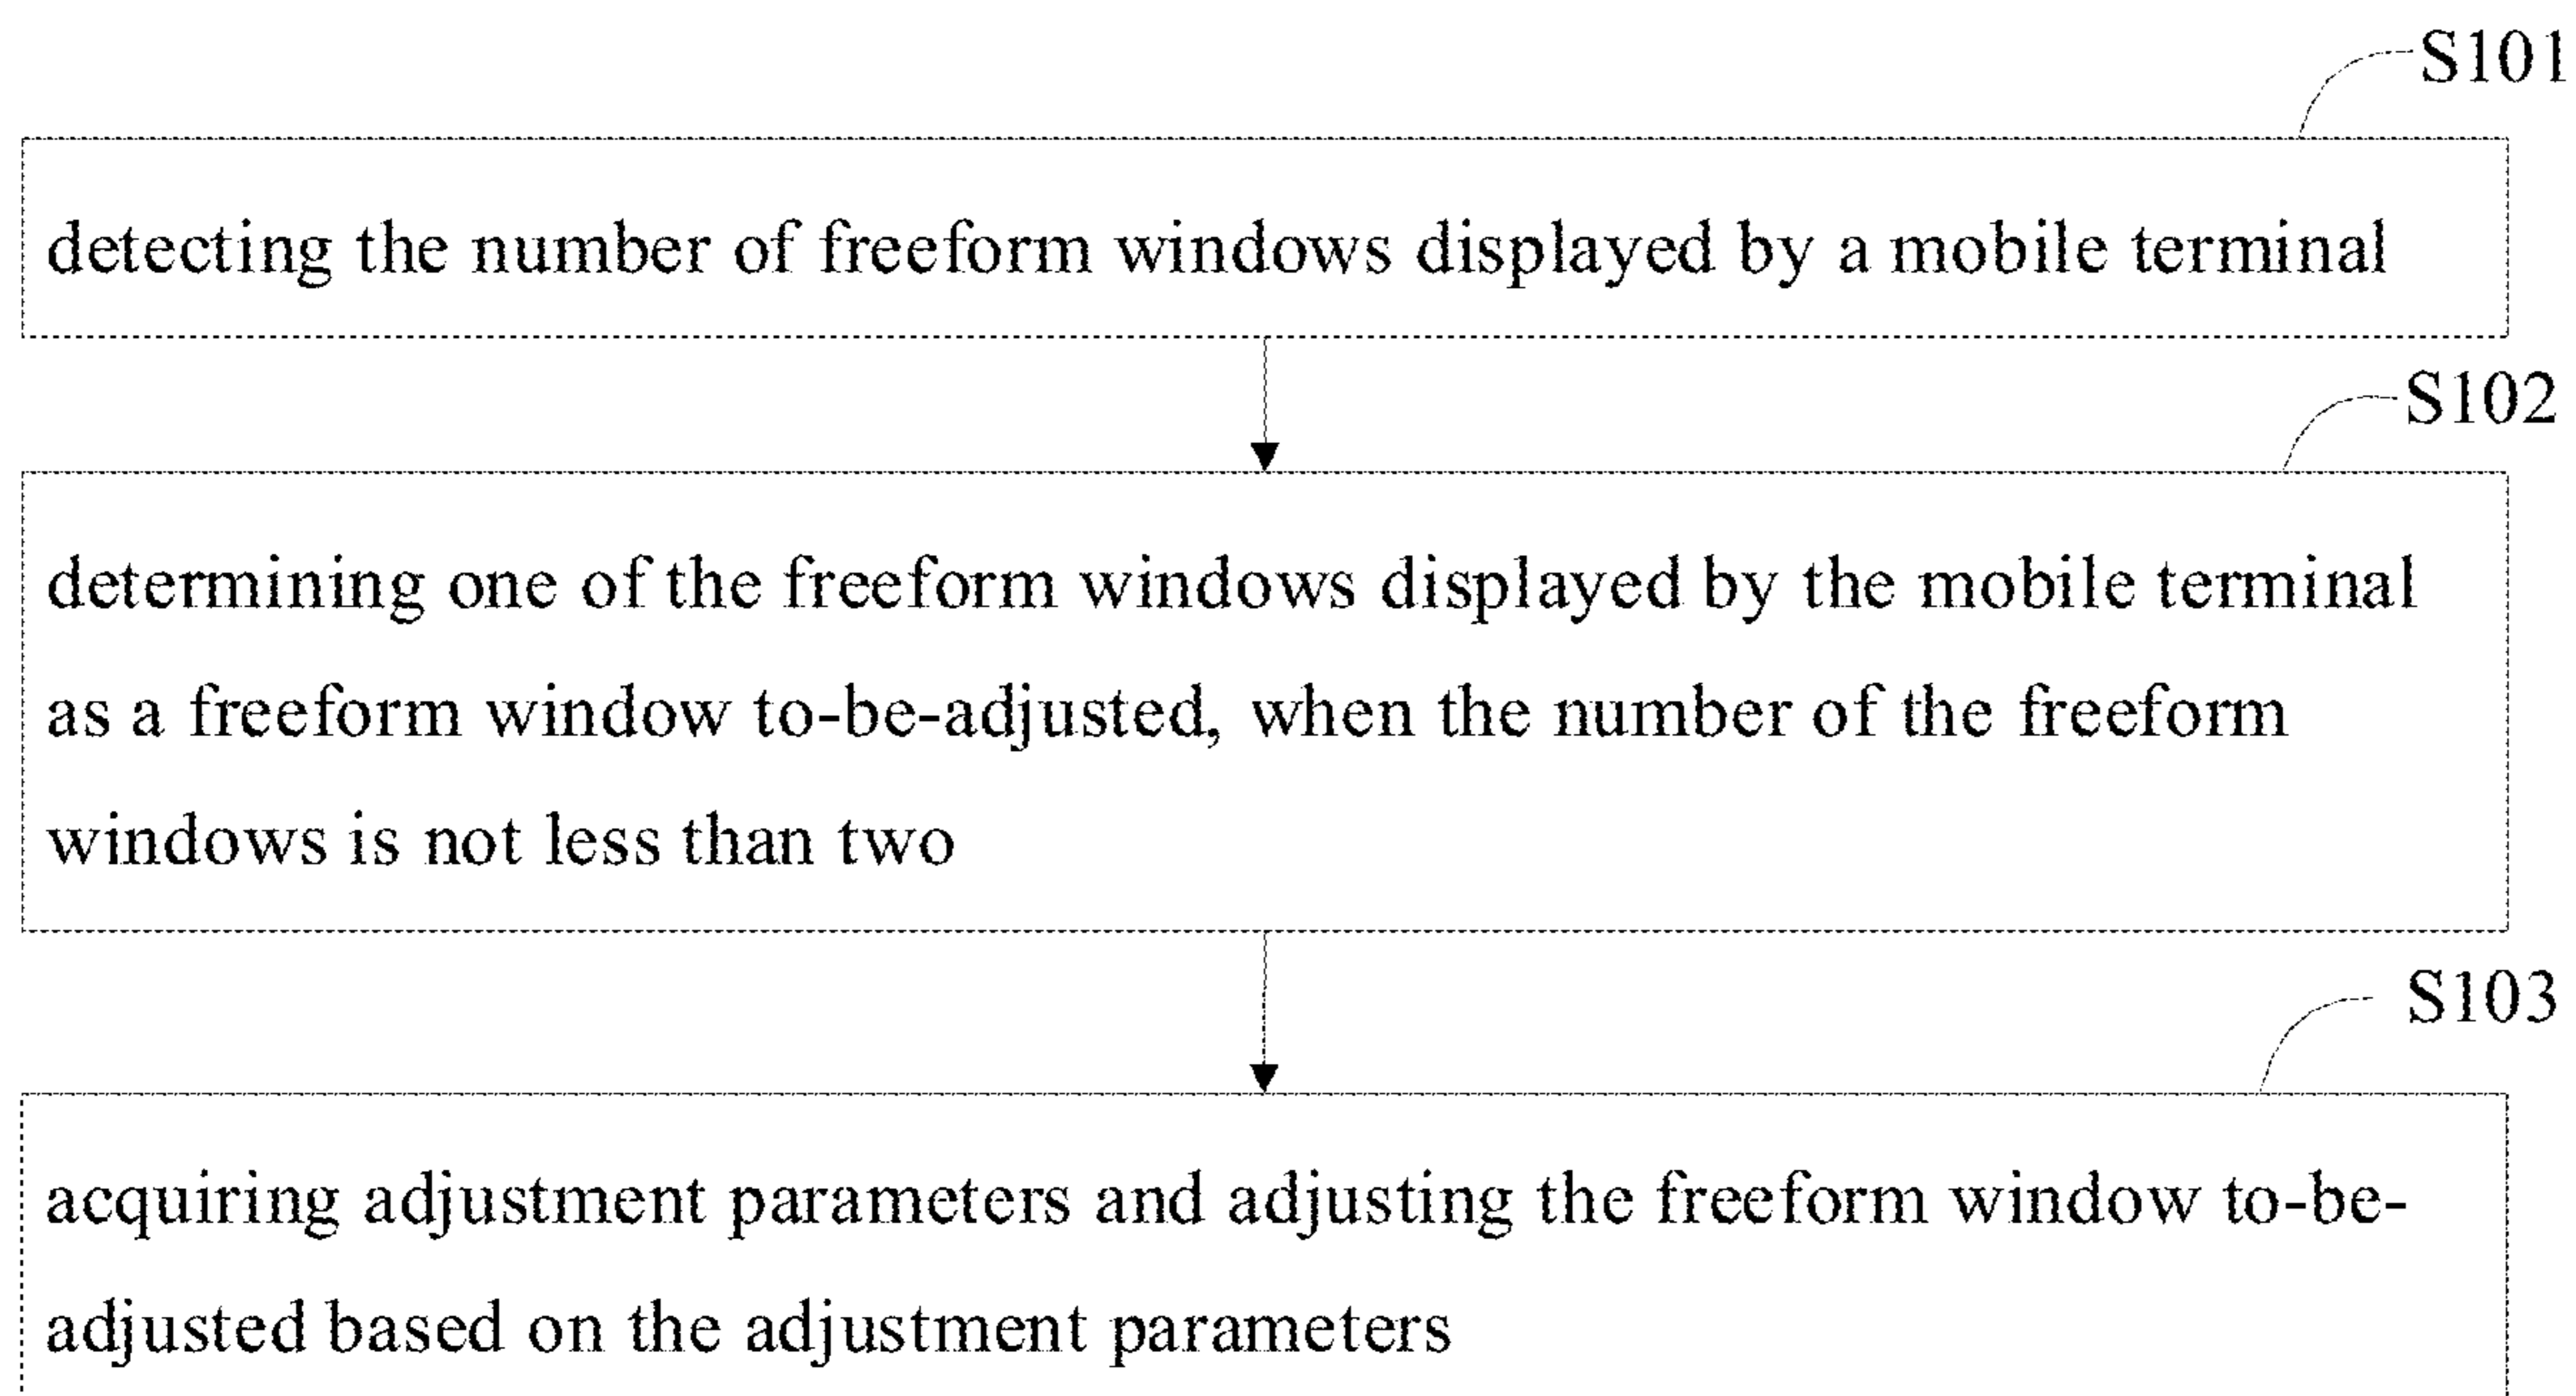 S101
detecting the number of freeform windows displayed by a mobile terminal
S102
determining one of the freeform windows displayed by the mobile terminal
as a freeform window to-be-adjusted, when the number of the freeform
windows is not less than two
S103
acquiring adjustment parameters and adjusting the freeform window to-be-
adjusted based on the adjustment parameters